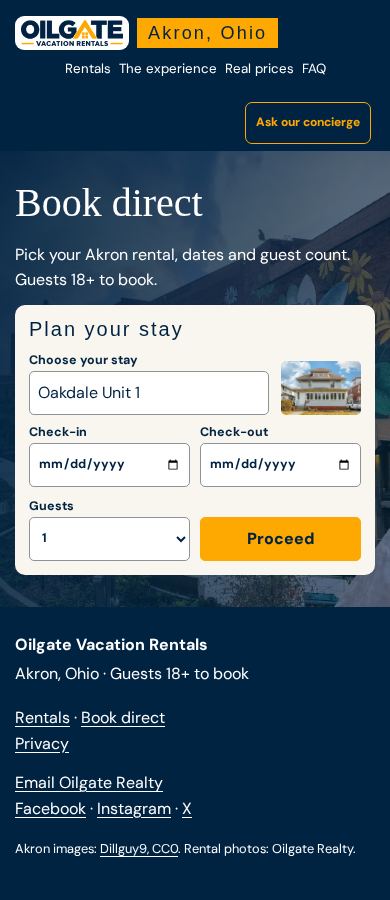 OILGATE
VACATION RENTALS
Akron, Ohio
Rentals The experience Real prices FAQ
Ask our concierge
Book direct
Pick your Akron rental, dates and guest count.
Guests 18+ to book.
Plan your stay
Choose your stay
Oakdale Unit 1
Check-in Check-out
mm/dd/yyyy mm/dd/yyyy
Guests
1 Proceed
Oilgate Vacation Rentals
Akron, Ohio · Guests 18+ to book
Rentals · Book direct
Privacy
Email Oilgate Realty
Facebook · Instagram · X
Akron images: Dillguy9, CC0. Rental photos: Oilgate Realty.